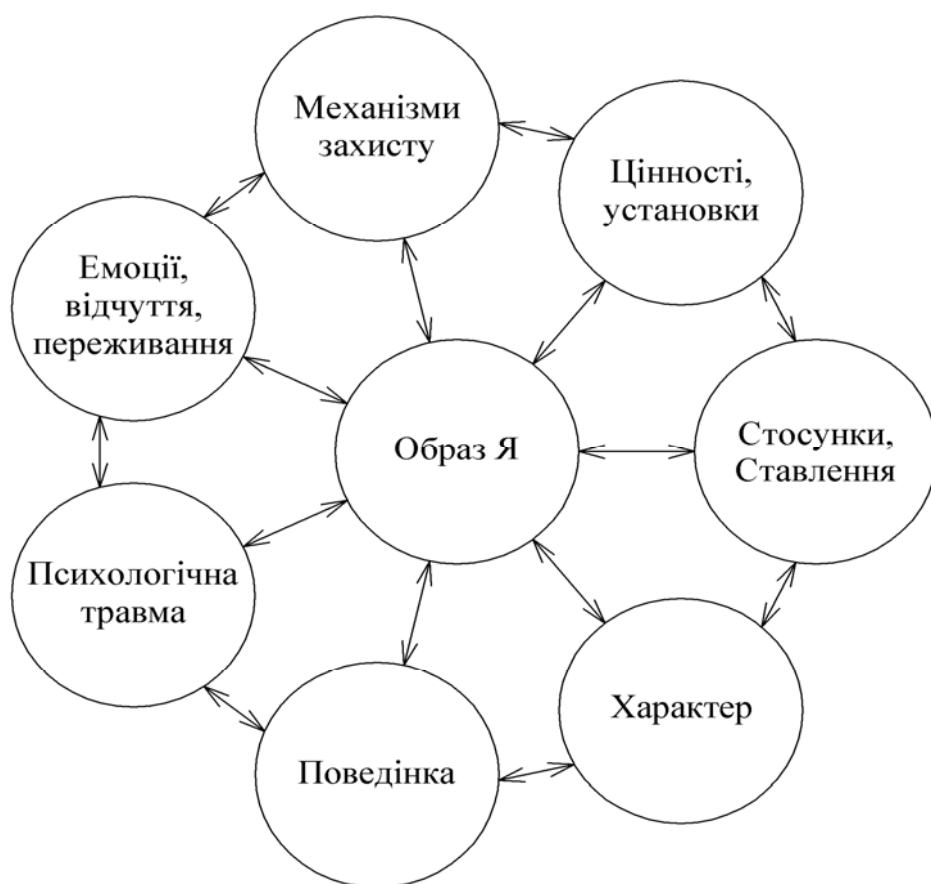 Механізми
захисту
Цінності,
установки
Емоції,
відчуття,
переживання
Образ Я
Стосунки,
Ставлення
Психологічна
травма
Характер
Поведінка